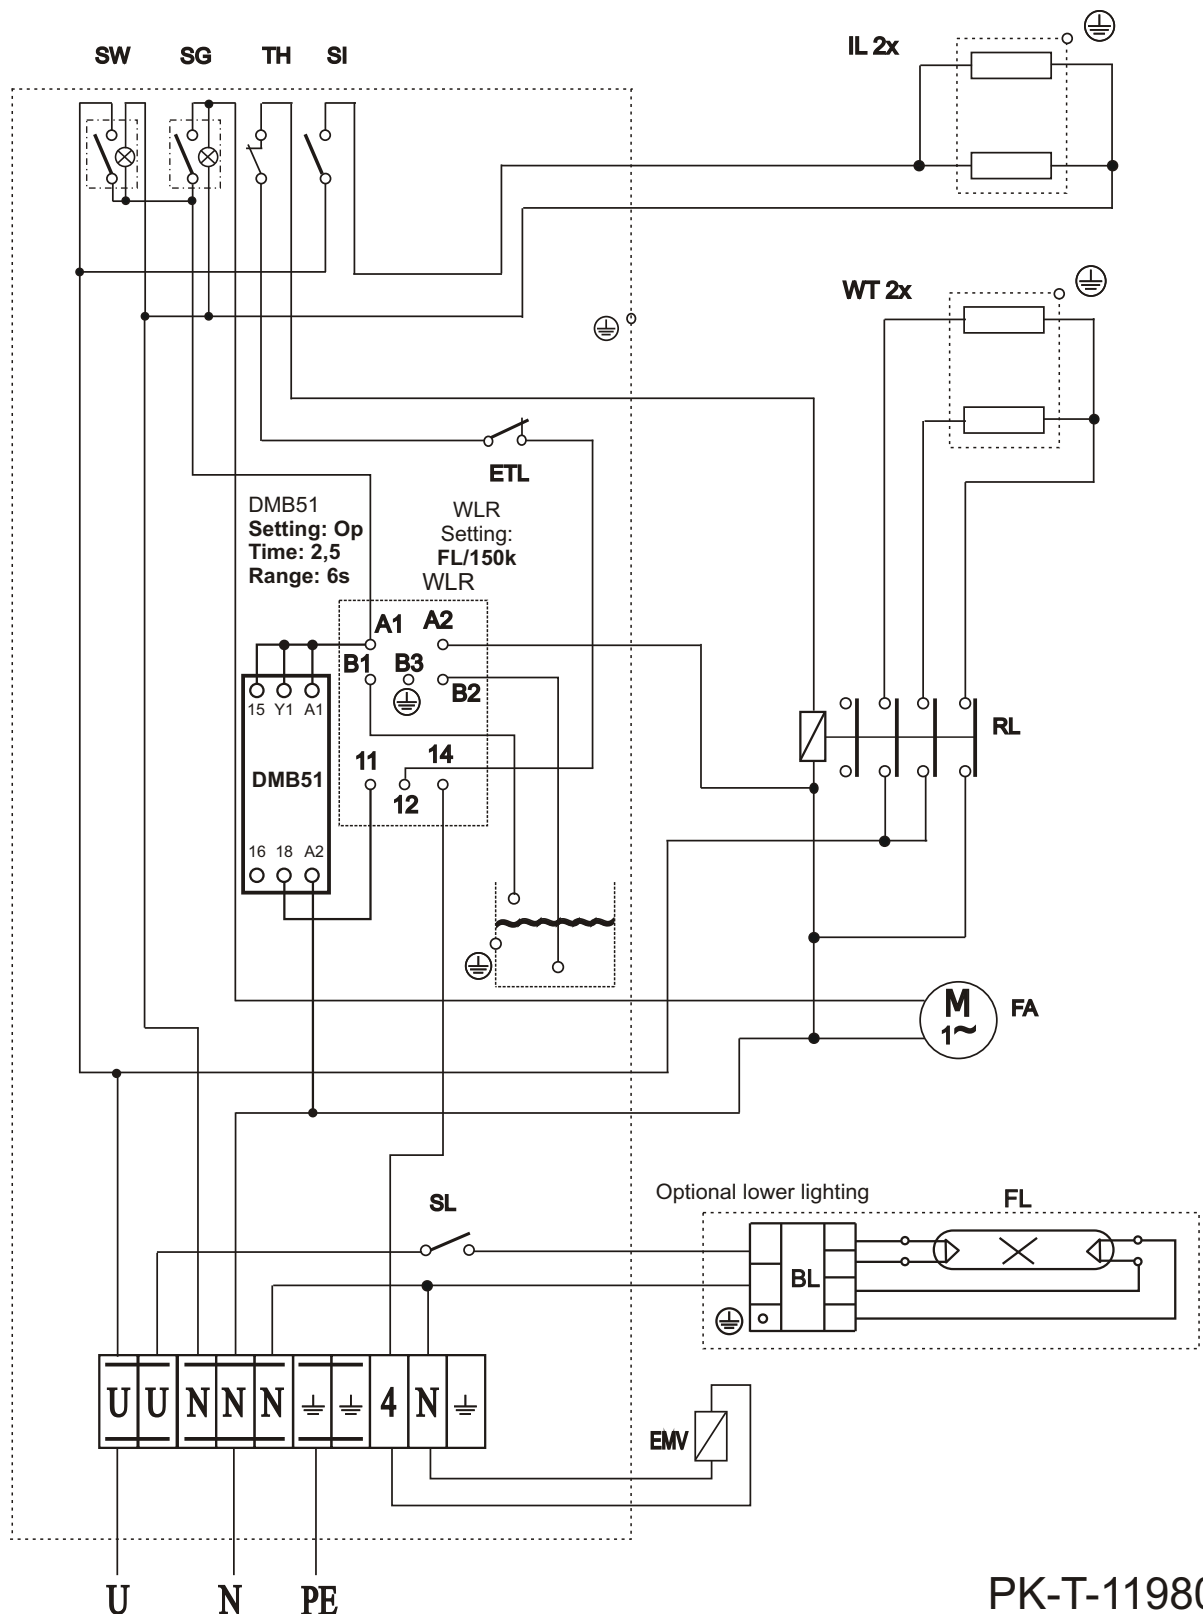 SW SG TH SI
IL 2x
WT 2x
ETL
DMB51
Setting: Op
Time: 2,5
Range: 6s
WLR
Setting:
FL/150k
WLR
A1 A2
B1 B3
B2
15 Y1 A1
RL
11 14
DMB51
12
16 18 A2
M
1~
FA
Optional lower lighting
SL
FL
BL
U U N N N 4 N
EMV
U N PE
PK-T-11980